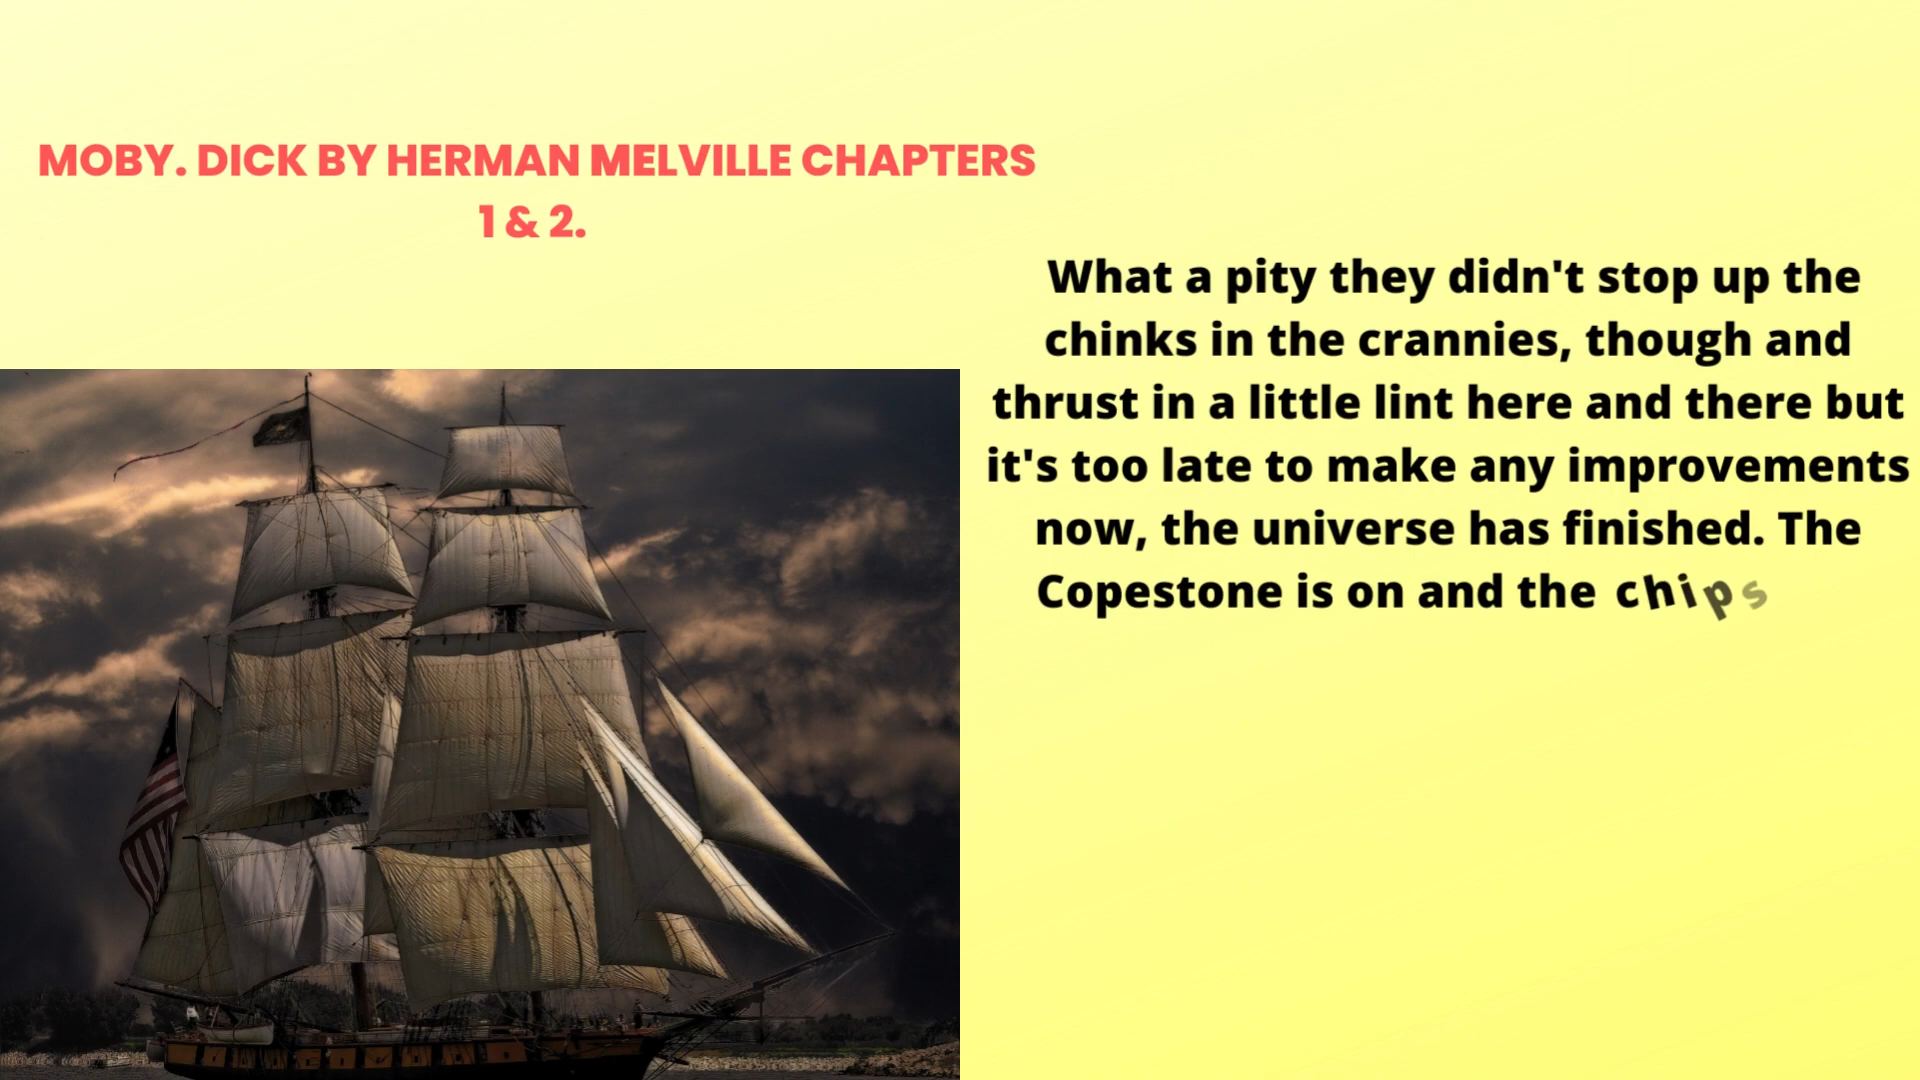 MOBY. DICK BY HERMAN MELVILLE CHAPTERS
1 & 2.
What a pity they didn't stop up the
chinks in the crannies, though and
thrust in a little lint here and there but
it's too late to make any improvements
now, the universe has finished. The
Copestone is on and the chips